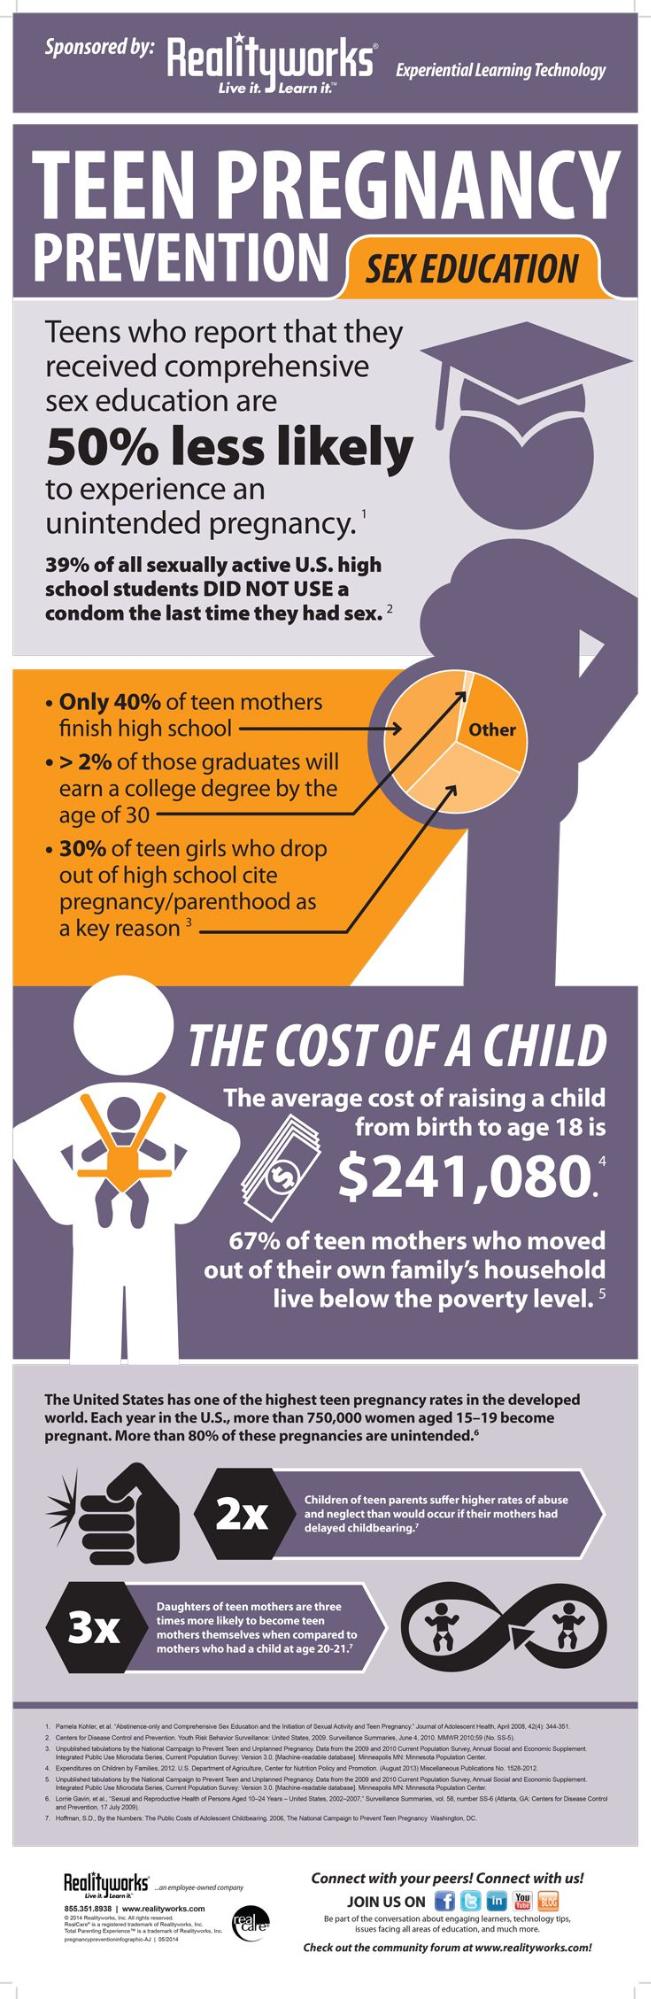 Sponsored by:
Realityworks®
Live it. Learn it.™
Experiential Learning Technology
TEEN PREGNANCY
PREVENTION
SEX EDUCATION
Teens who report that they
received comprehensive
sex education are
50% less likely
to experience an
unintended pregnancy. 1
39% of all sexually active U.S. high
school students DID NOT USE a
condom the last time they had sex. 2
• Only 40% of teen mothers
finish high school
• > 2% of those graduates will
earn a college degree by the
age of 30
• 30% of teen girls who drop
out of high school cite
pregnancy/parenthood as
a key reason 3
Other
THE COST OF A CHILD
The average cost of raising a child
from birth to age 18 is
$241,080. 4
67% of teen mothers who moved
out of their own family's household
live below the poverty level. 5
The United States has one of the highest teen pregnancy rates in the developed
world. Each year in the U.S., more than 750,000 women aged 15–19 become
pregnant. More than 80% of these pregnancies are unintended.6
2x
Children of teen parents suffer higher rates of abuse
and neglect than would occur if their mothers had
delayed childbearing.7
3x
Daughters of teen mothers are three
times more likely to become teen
mothers themselves when compared to
mothers who had a child at age 20-21.7
1. Pamela Kohler, et al. "Abstinence-only and Comprehensive Sex Education and the Initiation of Sexual Activity and Teen Pregnancy." Journal of Adolescent Health, April 2008, 42(4): 344-351.
2. Centers for Disease Control and Prevention. Youth Risk Behavior Surveillance: United States, 2009. Surveillance Summaries, June 4, 2010. MMWR 2010;59 (No. SS-5).
3. Unpublished tabulations by the National Campaign to Prevent Teen and Unplanned Pregnancy. Data from the 2009 and 2010 Current Population Survey, Annual Social and Economic Supplement.
Integrated Public Use Microdata Series, Current Population Survey: Version 3.0. [Machine-readable database]. Minneapolis MN: Minnesota Population Center.
4. Expenditures on Children by Families, 2012. U.S. Department of Agriculture, Center for Nutrition Policy and Promotion. (August 2013) Miscellaneous Publications No. 1528-2012.
5. Unpublished tabulations by the National Campaign to Prevent Teen and Unplanned Pregnancy. Data from the 2009 and 2010 Current Population Survey, Annual Social and Economic Supplement.
Integrated Public Use Microdata Series, Current Population Survey: Version 3.0. [Machine-readable database]. Minneapolis MN: Minnesota Population Center.
6. Lorrie Gavin, et al., "Sexual and Reproductive Health of Persons Aged 10–24 Years – United States, 2002–2007," Surveillance Summaries, vol. 58, number SS-6 (Atlanta, GA: Centers for Disease Control
and Prevention, 17 July 2009).
7. Hoffman, S.D., By the Numbers: The Public Costs of Adolescent Childbearing. 2006, The National Campaign to Prevent Teen Pregnancy Washington, DC.
Realityworks® ...an employee-owned company
Live it. Learn it.™
855.351.8938 | www.realityworks.com
© 2014 Realityworks, Inc. All rights reserved.
RealCare® is a registered trademark of Realityworks, Inc.
Total Parenting Experience™ is a trademark of Realityworks, Inc.
pregnancypreventioninfographic-AJ | 05/2014
real care
Connect with your peers! Connect with us!
JOIN US ON f in You Tube BLOG
Be part of the conversation about engaging learners, technology tips,
issues facing all areas of education, and much more.
Check out the community forum at www.realityworks.com!